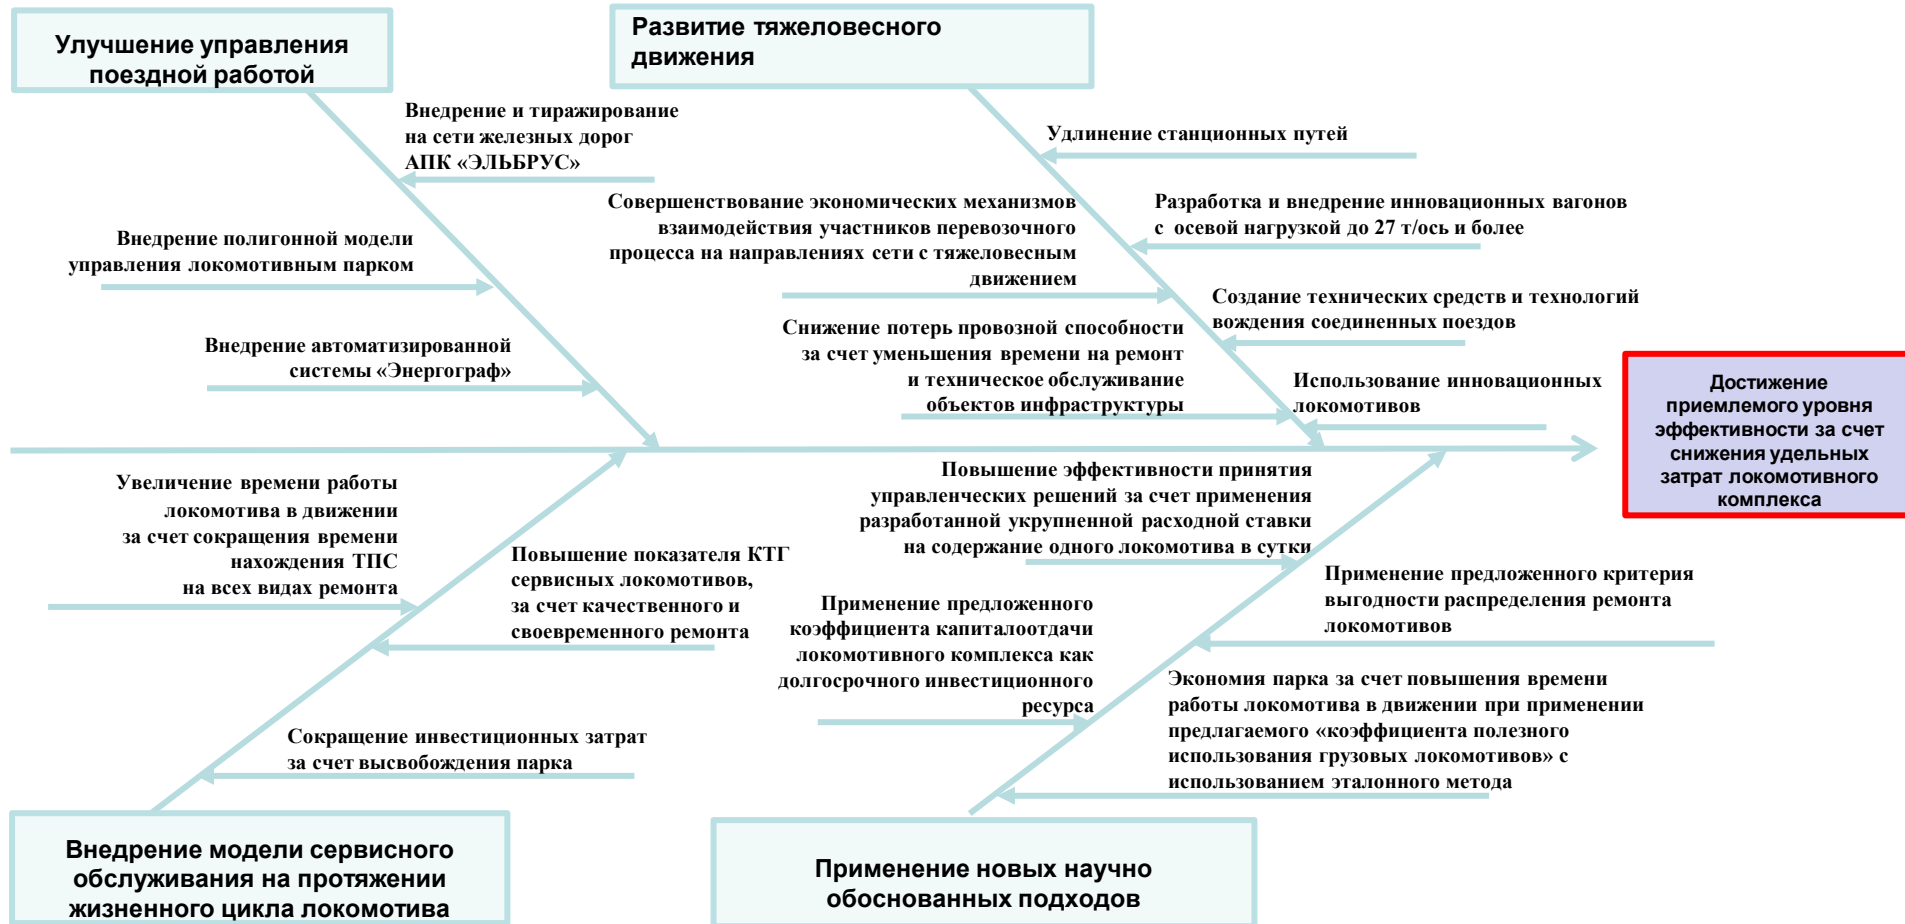 Улучшение управления
поездной работой
Развитие тяжеловесного
движения
Внедрение и тиражирование
на сети железных дорог
АПК «ЭЛЬБРУС»
Внедрение полигонной модели
управления локомотивным парком
Внедрение автоматизированной
системы «Энергограф»
Удлинение станционных путей
Совершенствование экономических механизмов
взаимодействия участников перевозочного
процесса на направлениях сети с тяжеловесным
движением
Разработка и внедрение инновационных вагонов
с осевой нагрузкой до 27 т/ось и более
Снижение потерь провозной способности
за счет уменьшения времени на ремонт
и техническое обслуживание
объектов инфраструктуры
Создание технических средств и технологий
вождения соединенных поездов
Использование инновационных
локомотивов
Достижение
приемлемого уровня
эффективности за счет
снижения удельных
затрат локомотивного
комплекса
Увеличение времени работы
локомотива в движении
за счет сокращения времени
нахождения ТПС
на всех видах ремонта
Повышение показателя КТГ
сервисных локомотивов,
за счет качественного и
своевременного ремонта
Сокращение инвестиционных затрат
за счет высвобождения парка
Повышение эффективности принятия
управленческих решений за счет применения
разработанной укрупненной расходной ставки
на содержание одного локомотива в сутки
Применение предложенного
коэффициента капиталоотдачи
локомотивного комплекса как
долгосрочного инвестиционного
ресурса
Применение предложенного критерия
выгодности распределения ремонта
локомотивов
Экономия парка за счет повышения времени
работы локомотива в движении при применении
предлагаемого «коэффициента полезного
использования грузовых локомотивов» с
использованием эталонного метода
Внедрение модели сервисного
обслуживания на протяжении
жизненного цикла локомотива
Применение новых научно
обоснованных подходов